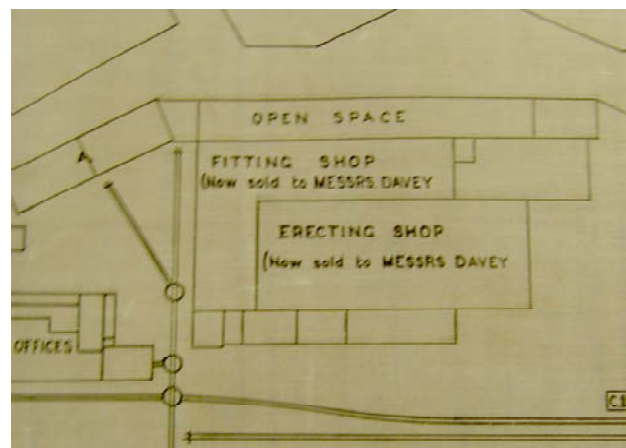 OPEN SPACE
A
FITTING SHOP
(Now sold to MESSRS. DAVEY
ERECTING SHOP
(Now sold to MESSRS DAVEY
OFFICES
C1